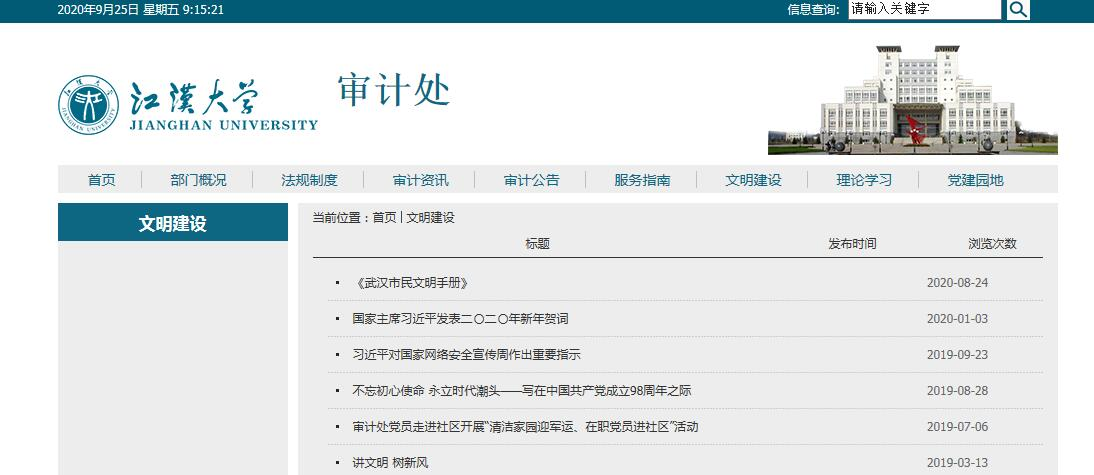 2020年9月25日 星期五 9:15:21 信息查询: 请输入关键字
江漢大学 审计处
JIANGHAN UNIVERSITY
首页 部门概况 法规制度 审计资讯 审计公告 服务指南 文明建设 理论学习 党建园地
文明建设
当前位置：首页 | 文明建设
标题 发布时间 浏览次数
《武汉市民文明手册》 2020-08-24
国家主席习近平发表二〇二〇年新年贺词 2020-01-03
习近平对国家网络安全宣传周作出重要指示 2019-09-23
不忘初心使命 永立时代潮头——写在中国共产党成立98周年之际 2019-08-28
审计处党员走进社区开展“清洁家园迎军运、在职党员进社区”活动 2019-07-06
讲文明 树新风 2019-03-13